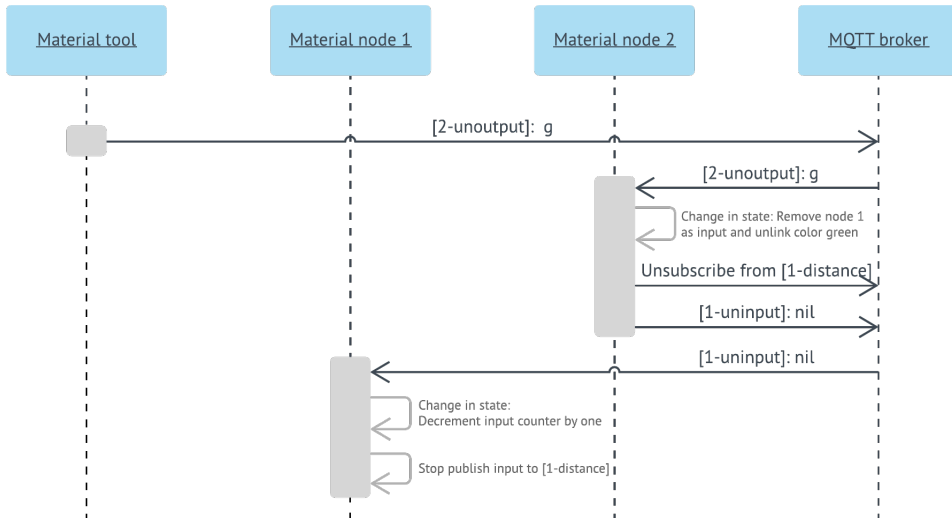 Material tool
Material node 1
Material node 2
MQTT broker
[2-unoutput]: g
[2-unoutput]: g
Change in state: Remove node 1
as input and unlink color green
Unsubscribe from [1-distance]
[1-uninput]: nil
[1-uninput]: nil
Change in state:
Decrement input counter by one
Stop publish input to [1-distance]